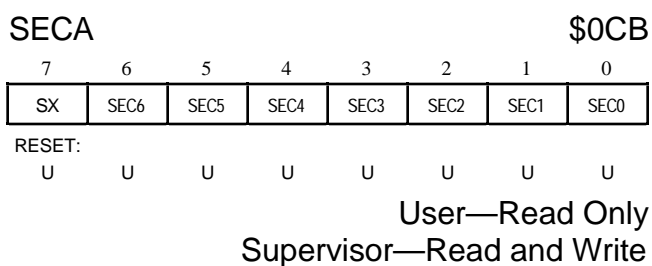 SECA $0CB
7 6 5 4 3 2 1 0
SX SEC6 SEC5 SEC4 SEC3 SEC2 SEC1 SEC0
RESET:
U U U U U U U U
User—Read Only
Supervisor—Read and Write